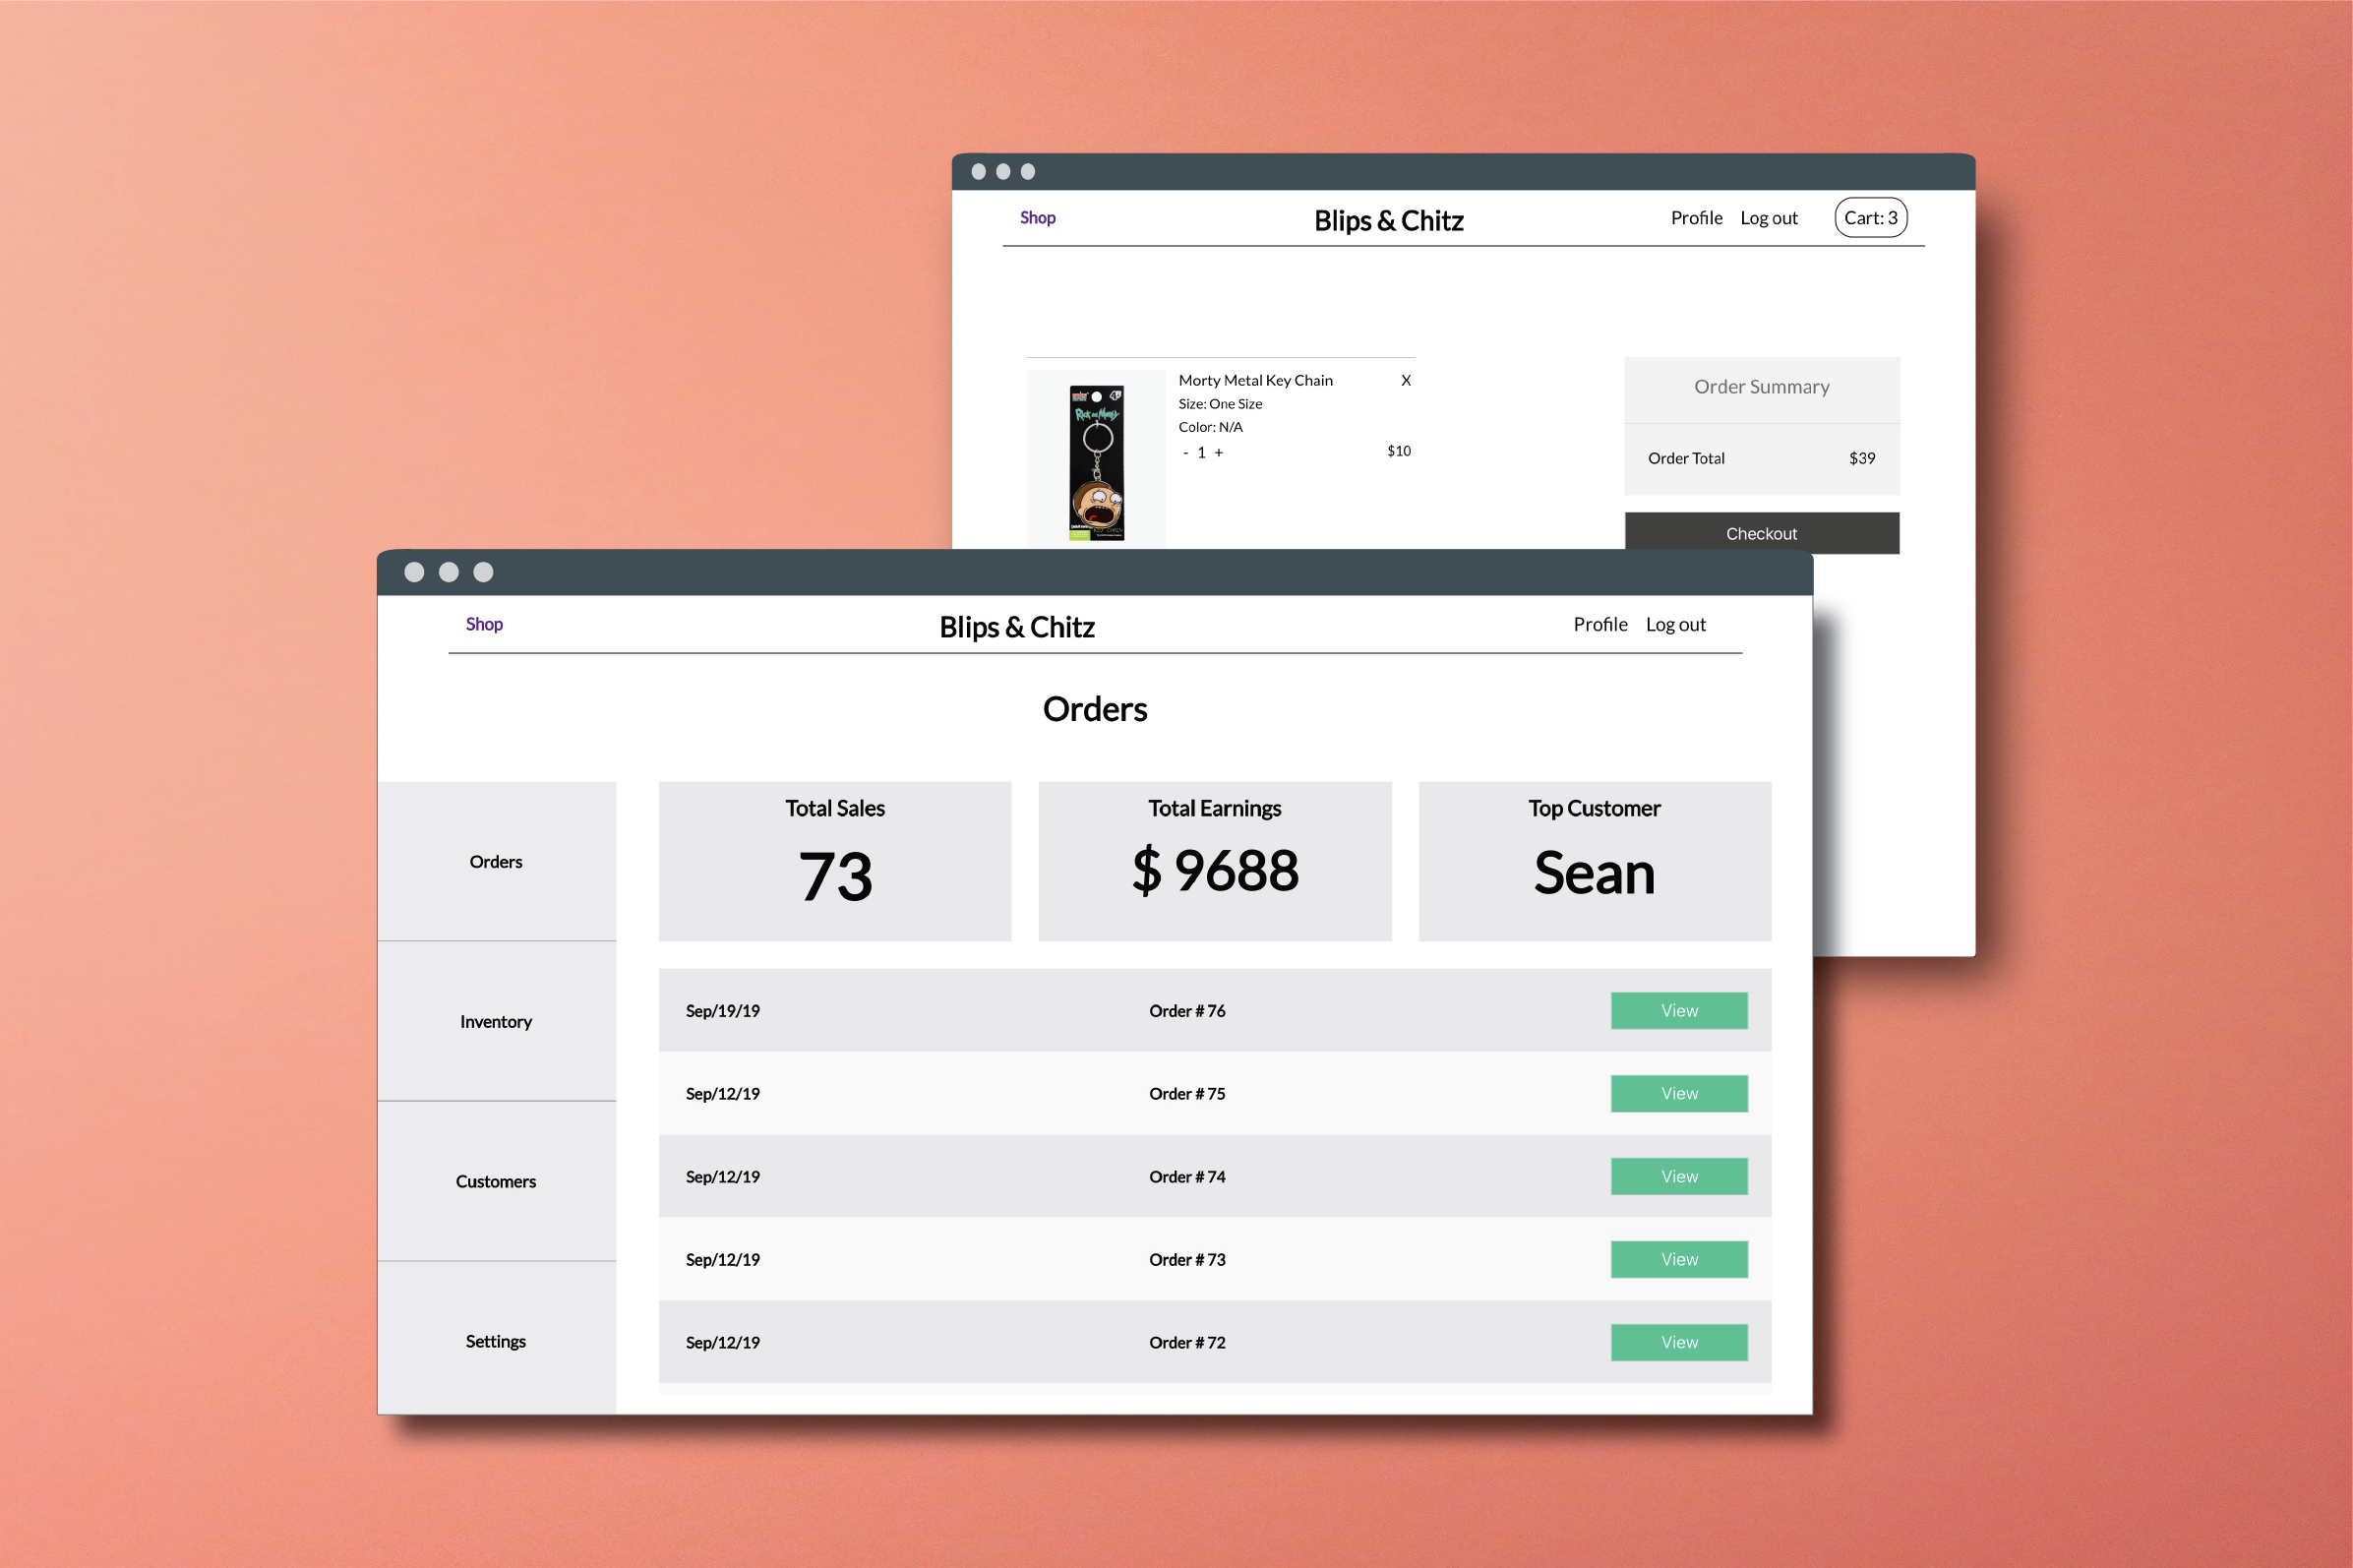 Shop Blips & Chitz Profile Log out Cart: 3
Morty Metal Key Chain X
Size: One Size
Color: N/A
- 1 + $10
Rick and Morty
Order Summary
Order Total $39
Checkout
Shop Blips & Chitz Profile Log out
Orders
Orders
Inventory
Customers
Settings
Total Sales
73
Total Earnings
$ 9688
Top Customer
Sean
Sep/19/19 Order # 76 View
Sep/12/19 Order # 75 View
Sep/12/19 Order # 74 View
Sep/12/19 Order # 73 View
Sep/12/19 Order # 72 View